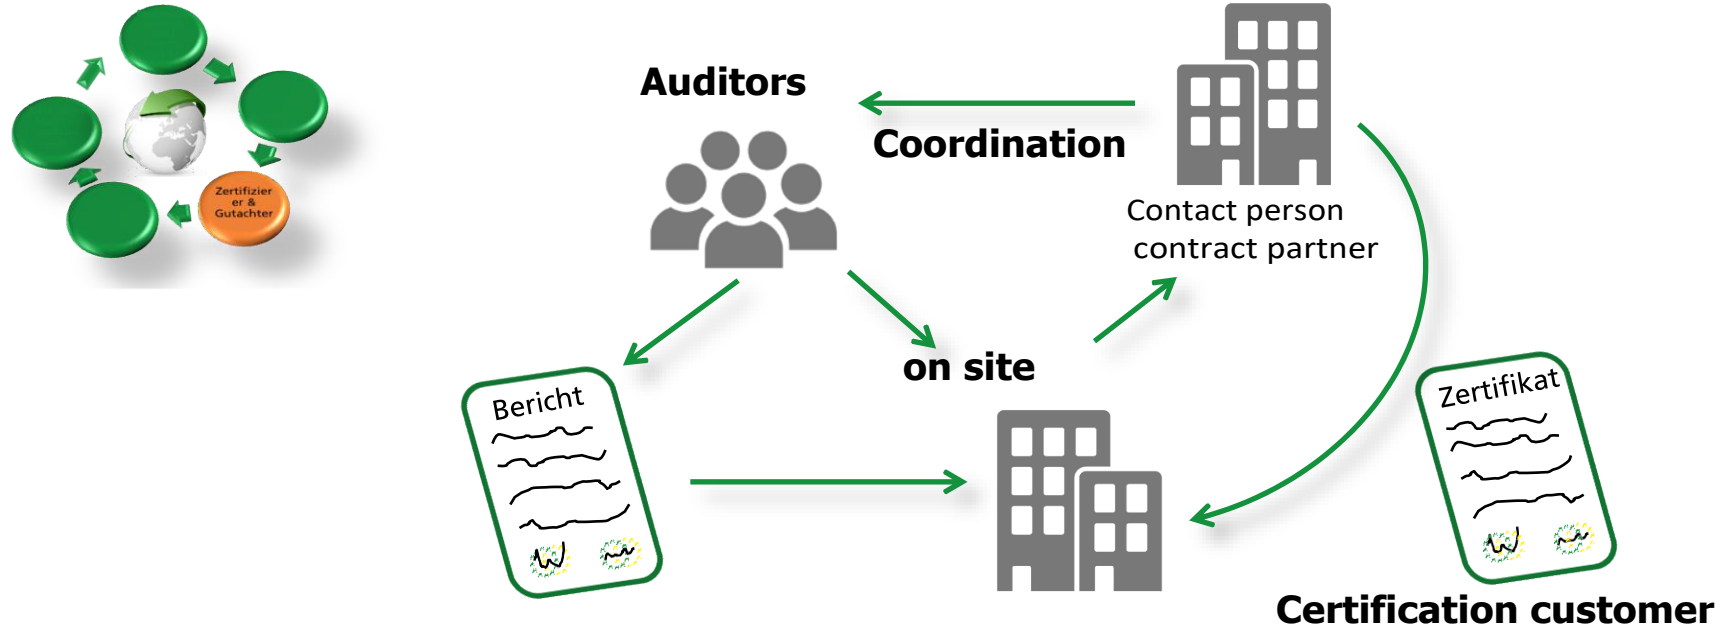 Auditors
Coordination
Zertifizier
er &
Gutachter
Contact person
contract partner
on site
Bericht
Zertifikat
Certification customer